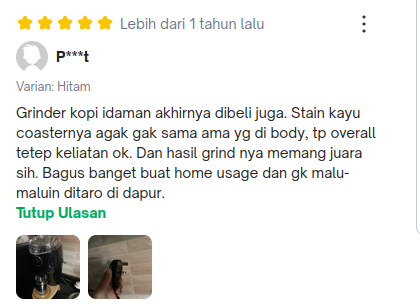 Lebih dari 1 tahun lalu
P***t
Varian: Hitam
Grinder kopi idaman akhirnya dibeli juga. Stain kayu
coasternya agak gak sama ama yg di body, tp overall
tetep keliatan ok. Dan hasil grind nya memang juara
sih. Bagus banget buat home usage dan gk malu-
maluin ditaro di dapur.
Tutup Ulasan